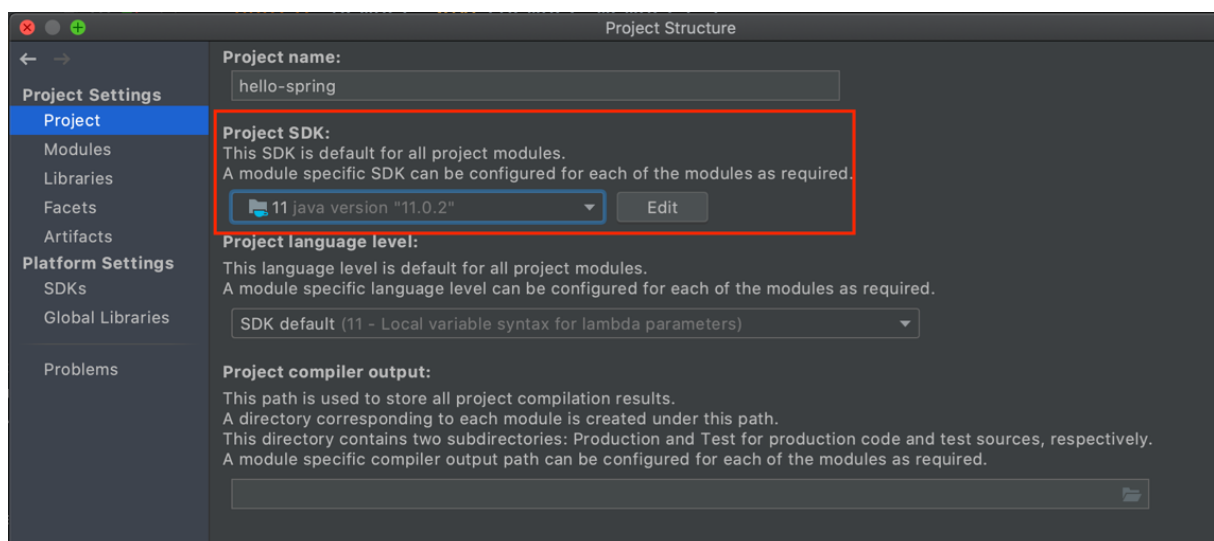 Project Structure
Project Settings
Project
Modules
Libraries
Facets
Artifacts
Platform Settings
SDKs
Global Libraries
Problems
Project name:
hello-spring
Project SDK:
This SDK is default for all project modules.
A module specific SDK can be configured for each of the modules as required.
11 java version "11.0.2"
Edit
Project language level:
This language level is default for all project modules.
A module specific language level can be configured for each of the modules as required.
SDK default (11 - Local variable syntax for lambda parameters)
Project compiler output:
This path is used to store all project compilation results.
A directory corresponding to each module is created under this path.
This directory contains two subdirectories: Production and Test for production code and test sources, respectively.
A module specific compiler output path can be configured for each of the modules as required.